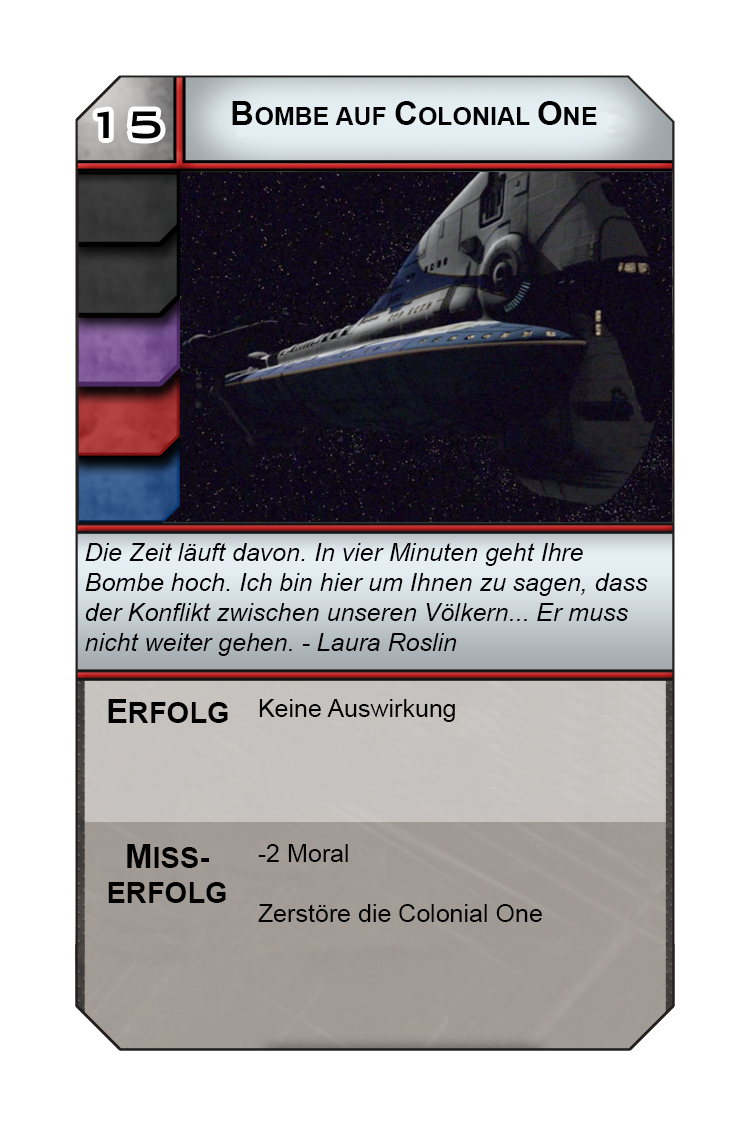 15
BOMBE AUF COLONIAL ONE
Die Zeit läuft davon. In vier Minuten geht Ihre
Bombe hoch. Ich bin hier um Ihnen zu sagen, dass
der Konflikt zwischen unseren Völkern... Er muss
nicht weiter gehen. - Laura Roslin
ERFOLG
Keine Auswirkung
MISS-
ERFOLG
-2 Moral
Zerstöre die Colonial One